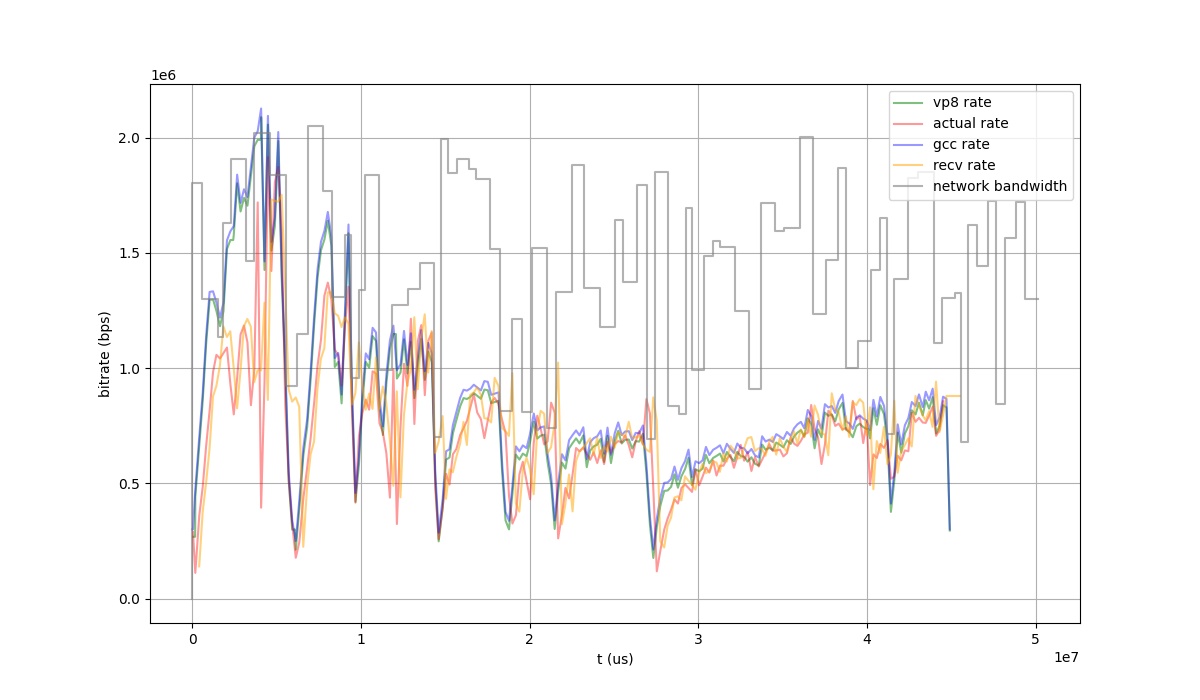 1e6
2.0
1.5
1.0
0.5
0.0
bitrate (bps)
vp8 rate
actual rate
gcc rate
recv rate
network bandwidth
0 1 2 3 4 5
t (us)
1e7